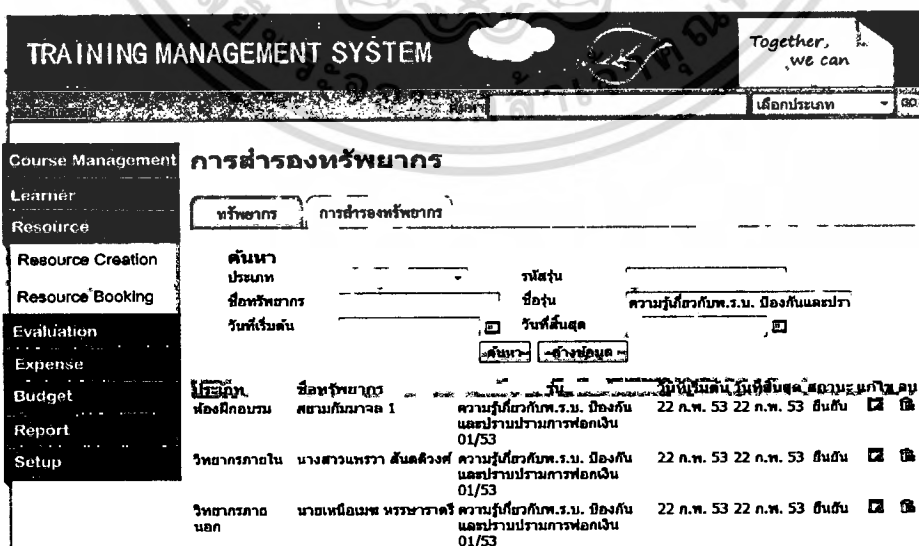 TRAINING MANAGEMENT SYSTEM
Together,
we can
เลือกประเภท
GO
Course Management
Learner
Resource
Resource Creation
Resource Booking
Evaluation
Expense
Budget
Report
Setup
การสำรองทรัพยากร
ทรัพยากร การสำรองทรัพยากร
ค้นหา
ประเภท รหัสรุ่น
ชื่อทรัพยากร ชื่อรุ่น ความรู้เกี่ยวกับพ.ร.บ. ป้องกันและปรา
วันที่เริ่มต้น วันที่สิ้นสุด
ค้นหา ล้างข้อมูล
ประเภท ชื่อทรัพยากร รุ่น วันที่เริ่มต้น วันที่สิ้นสุด สถานะ แก้ไข ลบ
ห้องฝึกอบรม สยามกัมมาจล 1 ความรู้เกี่ยวกับพ.ร.บ. ป้องกัน 22 ก.พ. 53 22 ก.พ. 53 ยืนยัน
และปราบปรามการฟอกเงิน
01/53
วิทยากรภายใน นางสาวแพรวา ความรู้เกี่ยวกับพ.ร.บ. ป้องกัน 22 ก.พ. 53 22 ก.พ. 53 ยืนยัน
และปราบปรามการฟอกเงิน
01/53
วิทยากรภาย นายเหนือเมฆ หรรษาราตรี ความรู้เกี่ยวกับพ.ร.บ. ป้องกัน 22 ก.พ. 53 22 ก.พ. 53 ยืนยัน
นอก และปราบปรามการฟอกเงิน
01/53